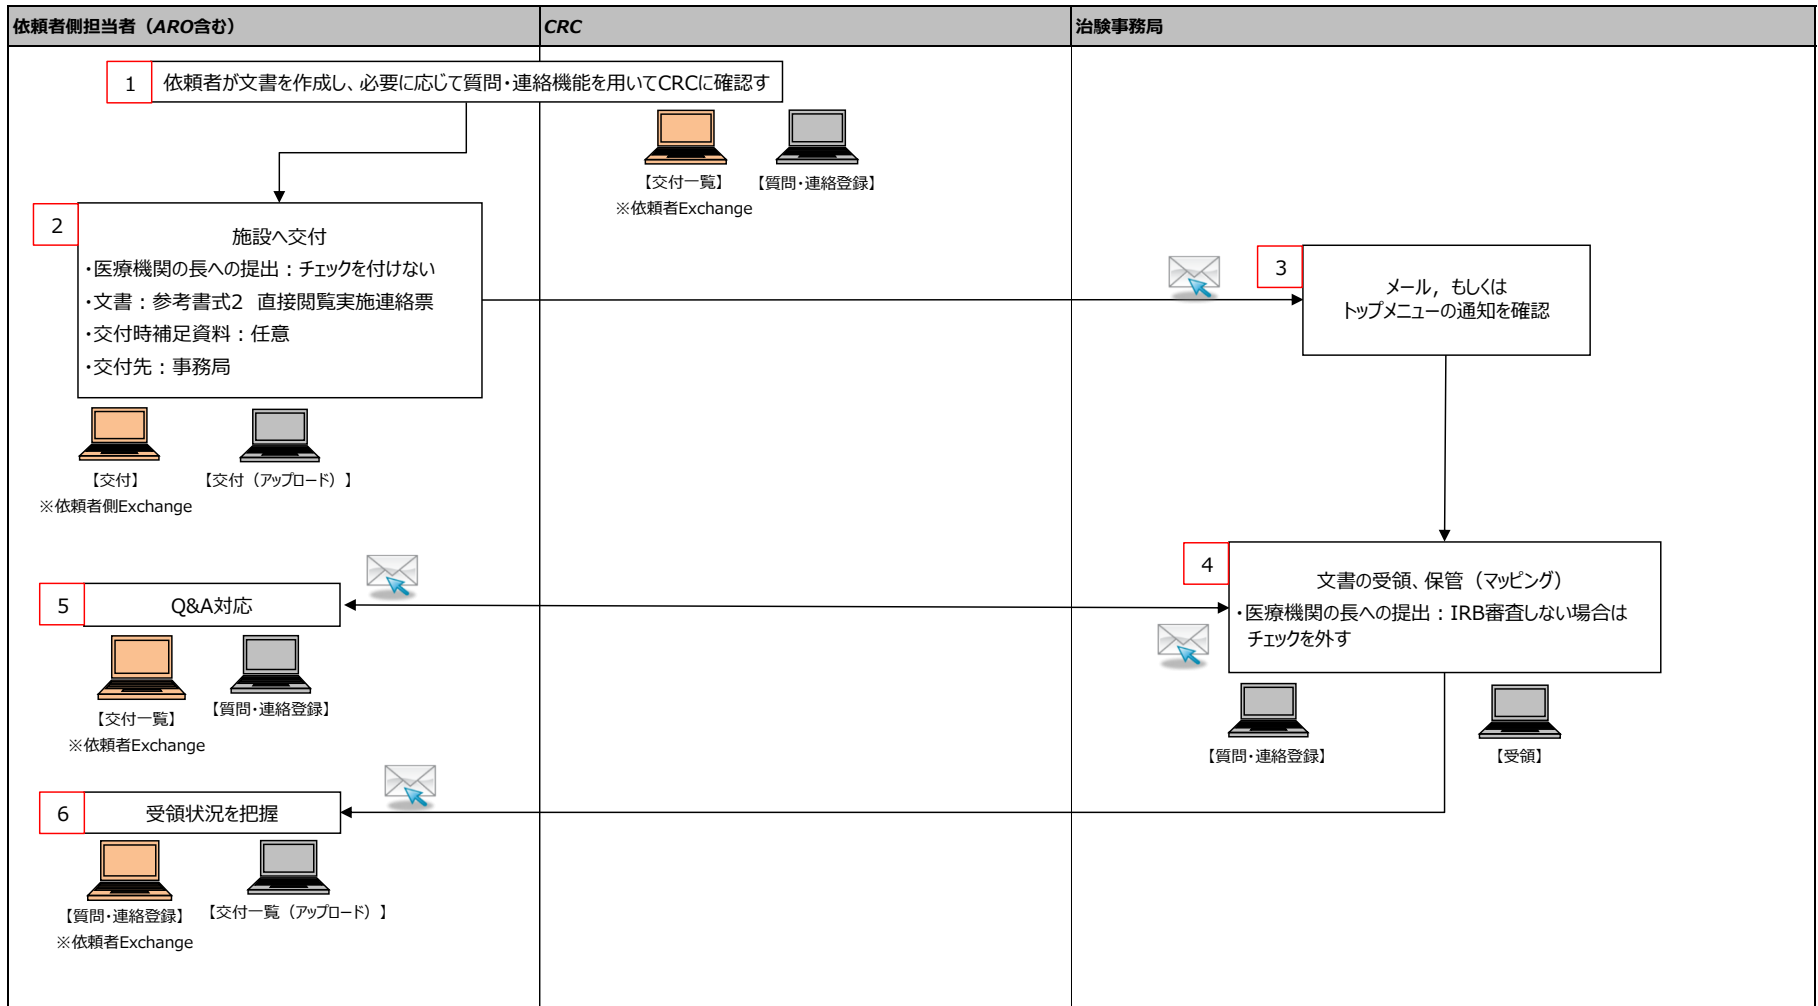 依頼者側担当者（ARO含む）
CRC
治験事務局
1
依頼者が文書を作成し、必要に応じて質問・連絡機能を用いてCRCに確認す
【交付一覧】
【質問・連絡登録】
※依頼者Exchange
2
施設へ交付
・医療機関の長への提出：チェックを付けない
・文書：参考書式2　直接閲覧実施連絡票
・交付時補足資料：任意
・交付先：事務局
【交付】
【交付（アップロード）】
※依頼者側Exchange
3
メール，もしくは
トップメニューの通知を確認
4
文書の受領、保管（マッピング）
・医療機関の長への提出：IRB審査しない場合は
チェックを外す
【質問・連絡登録】
【受領】
5
Q&A対応
【交付一覧】
【質問・連絡登録】
※依頼者Exchange
6
受領状況を把握
【質問・連絡登録】
【交付一覧（アップロード）】
※依頼者Exchange